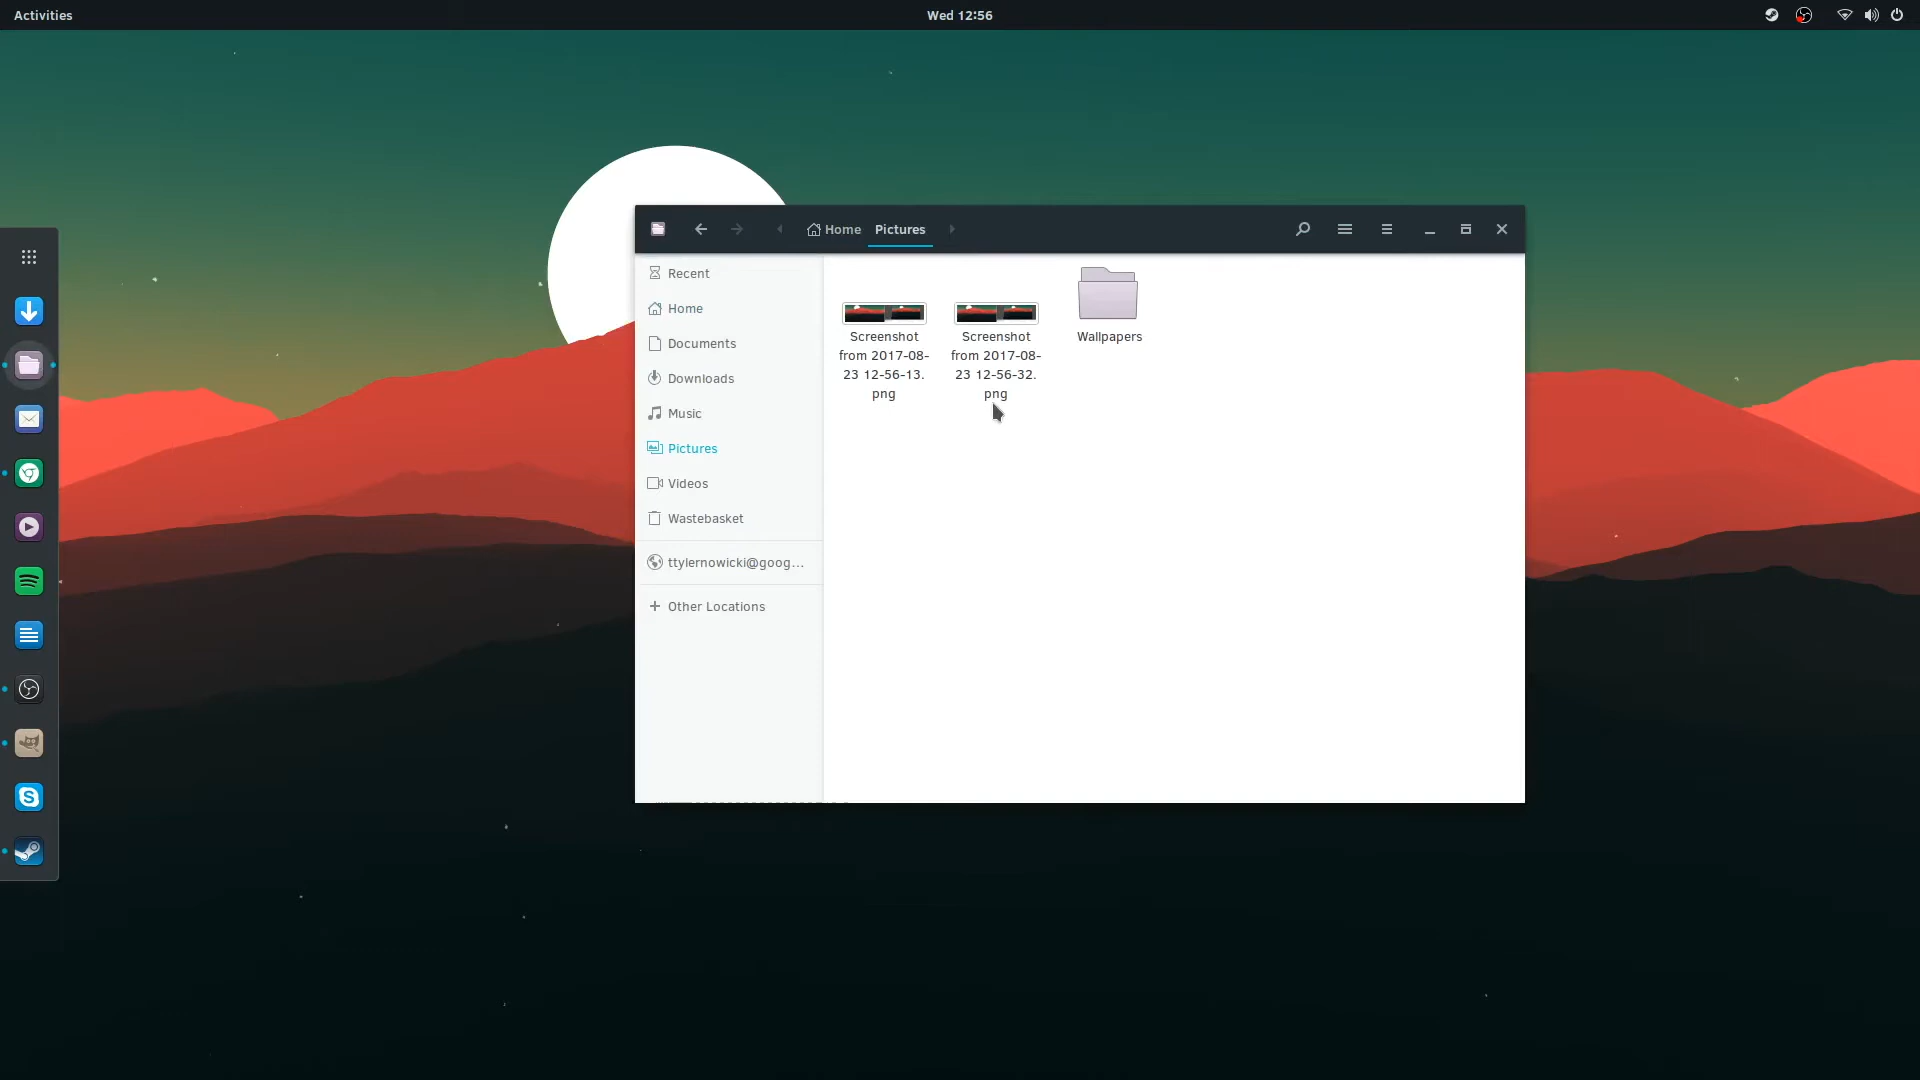 Activities
Wed 12:56
Home
Pictures
Recent
Home
Documents
Downloads
Music
Pictures
Videos
Wastebasket
ttylernowicki@goog...
Other Locations
Screenshot
from 2017-08-
23 12-56-13.
png
Screenshot
from 2017-08-
23 12-56-32.
png
Wallpapers